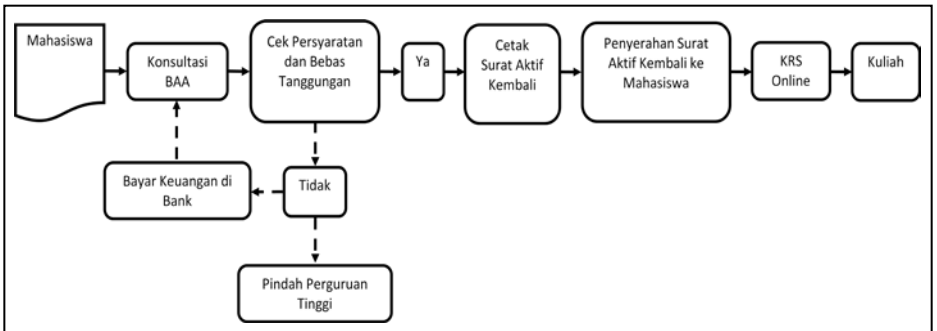 Mahasiswa
Konsultasi
BAA
Cek Persyaratan
dan Bebas
Tanggungan
Ya
Cetak
Surat Aktif
Kembali
Penyerahan Surat
Aktif Kembali ke
Mahasiswa
KRS
Online
Kuliah
Bayar Keuangan di
Bank
Tidak
Pindah Perguruan
Tinggi